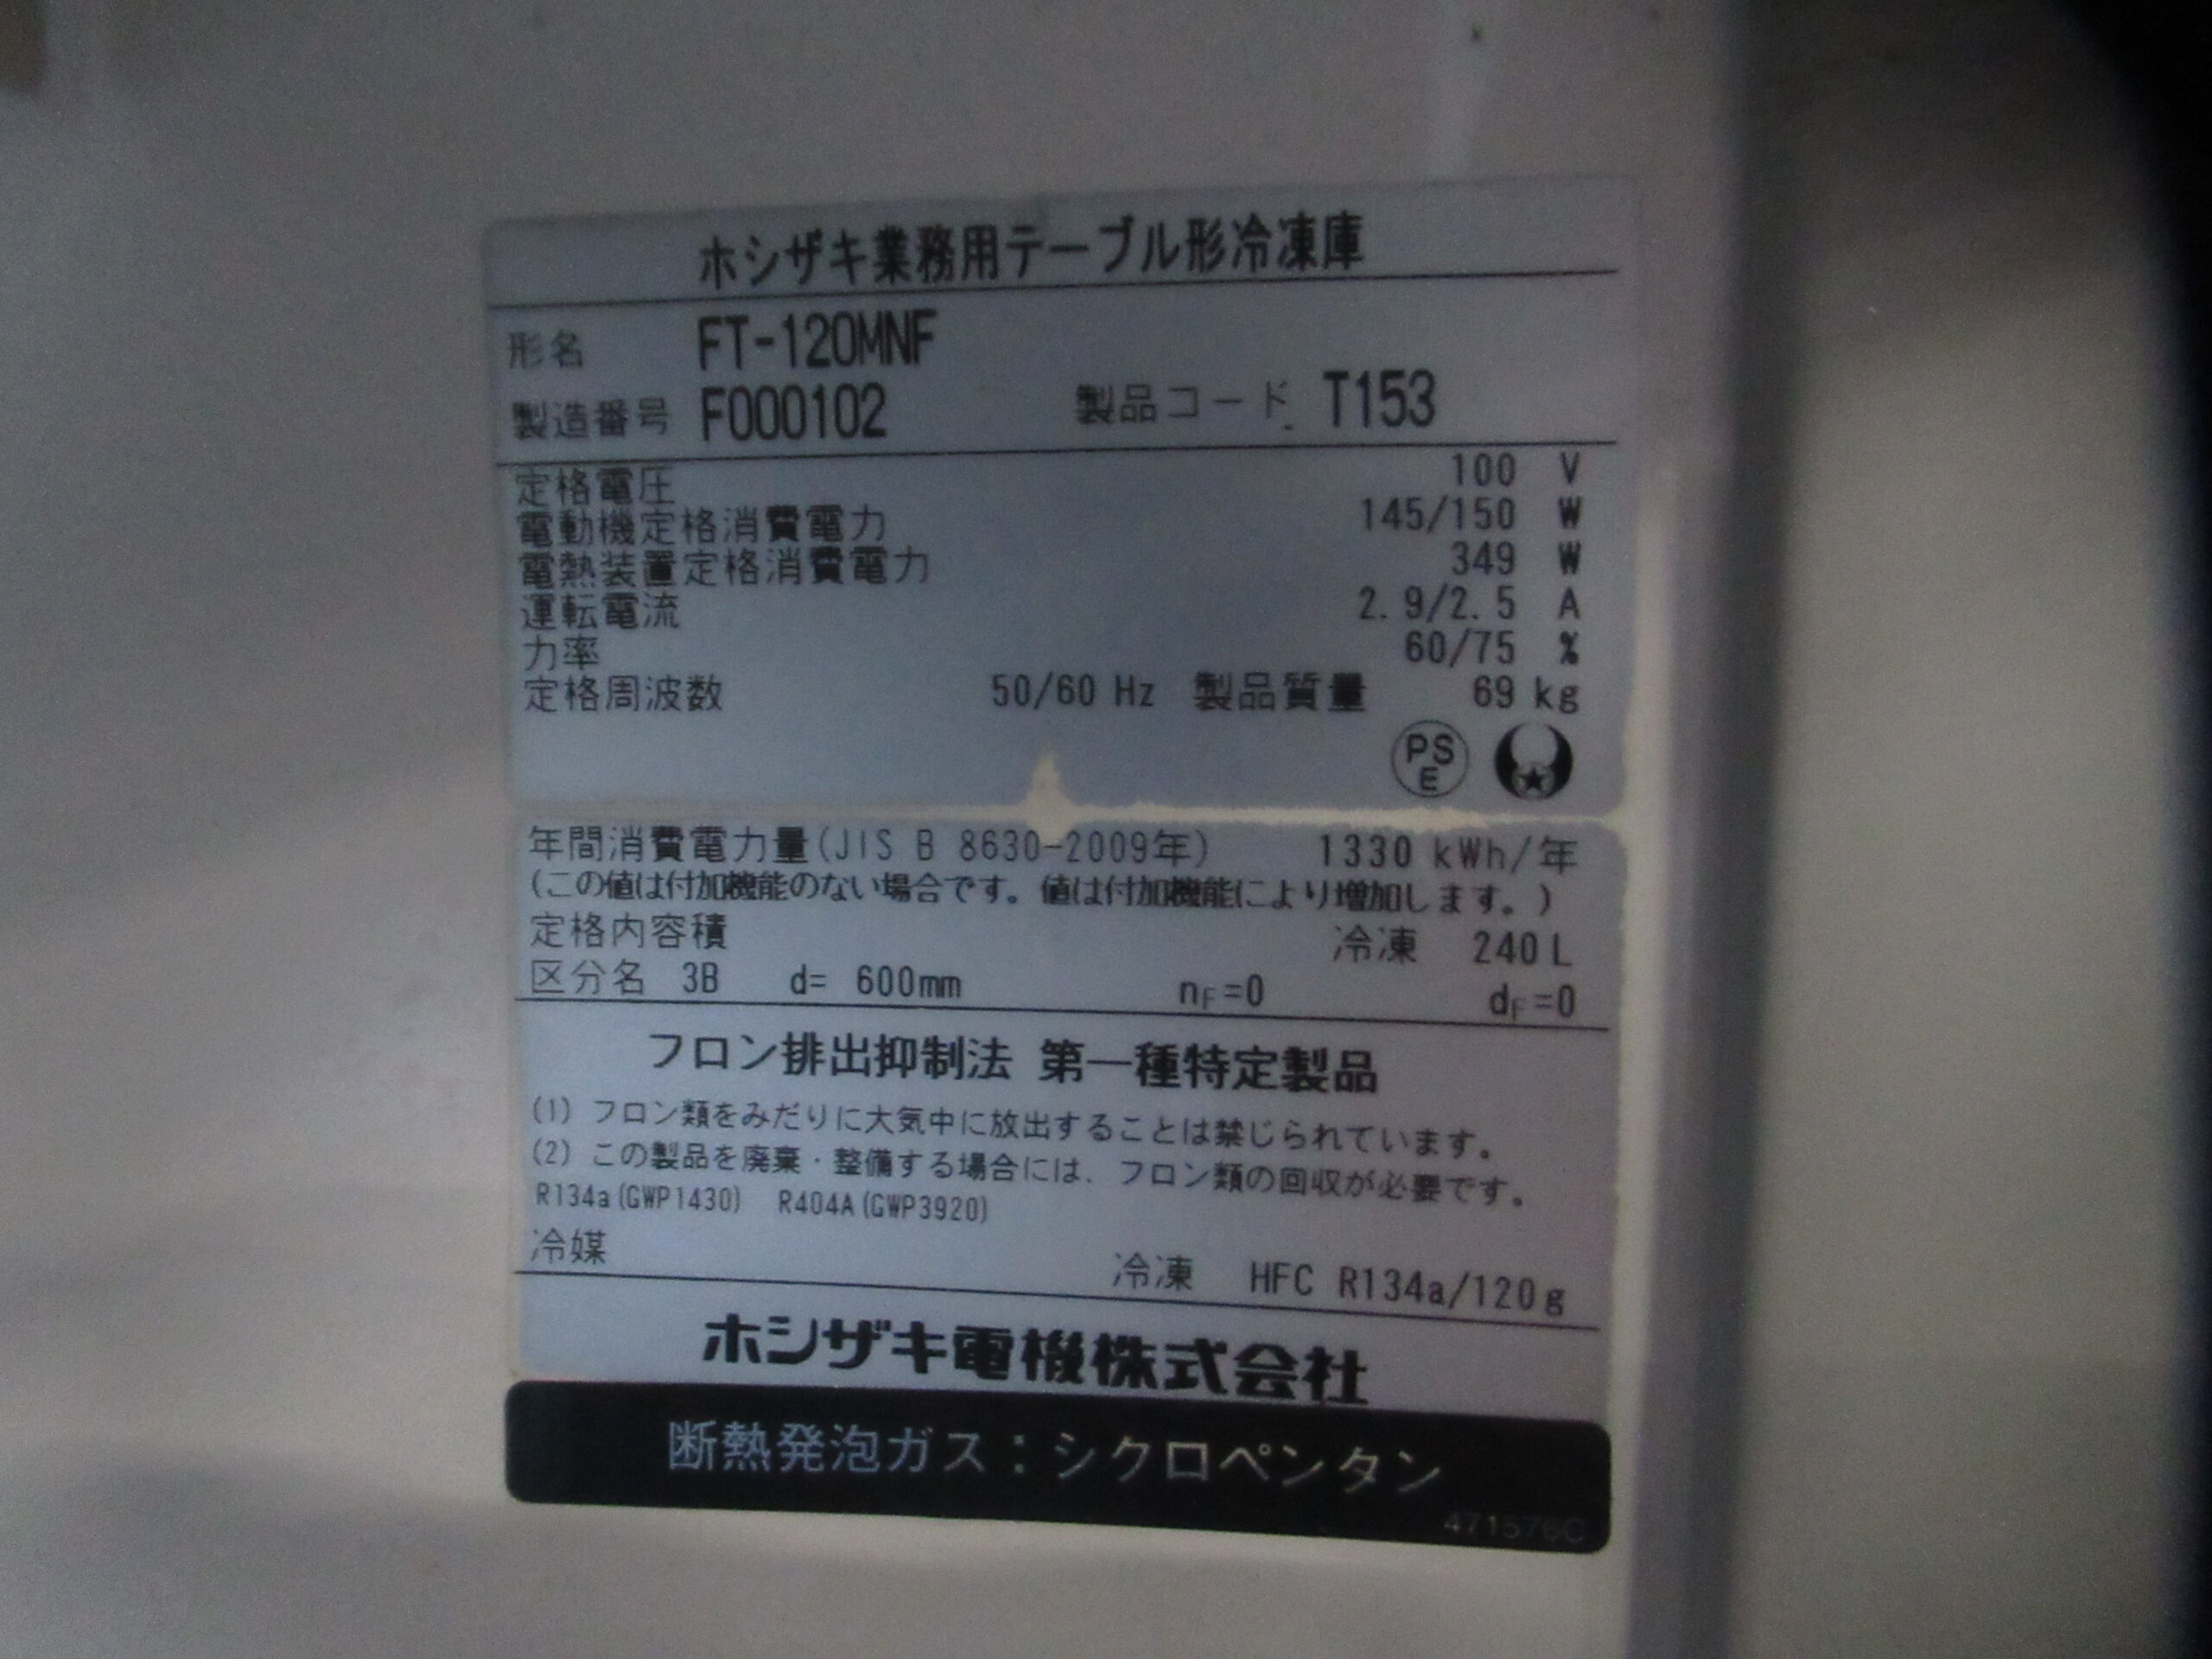 ホシザキ業務用テーブル形冷凍庫
形名 FT-120MNF
製造番号 F000102 製品コード T153
定格電圧 100 V
電動機定格消費電力 145/150 W
電熱装置定格消費電力 349 W
運転電流 2.9/2.5 A
力率 60/75 %
定格周波数 50/60 Hz 製品質量 69 kg
PSE
年間消費電力量(JIS B 8630-2009年) 1330 kWh/年
(この値は付加機能のない場合です。値は付加機能により増加します。)
定格内容積 冷凍 240L
区分名 3B d= 600mm nF=0 dF=0
フロン排出抑制法 第一種特定製品
(1) フロン類をみだりに大気中に放出することは禁じられています。
(2) この製品を廃棄・整備する場合には、フロン類の回収が必要です。
R134a(GWP1430) R404A(GWP3920)
冷媒 冷凍 HFC R134a/120g
ホシザキ電機株式会社
断熱発泡ガス：シクロペンタン
471576C